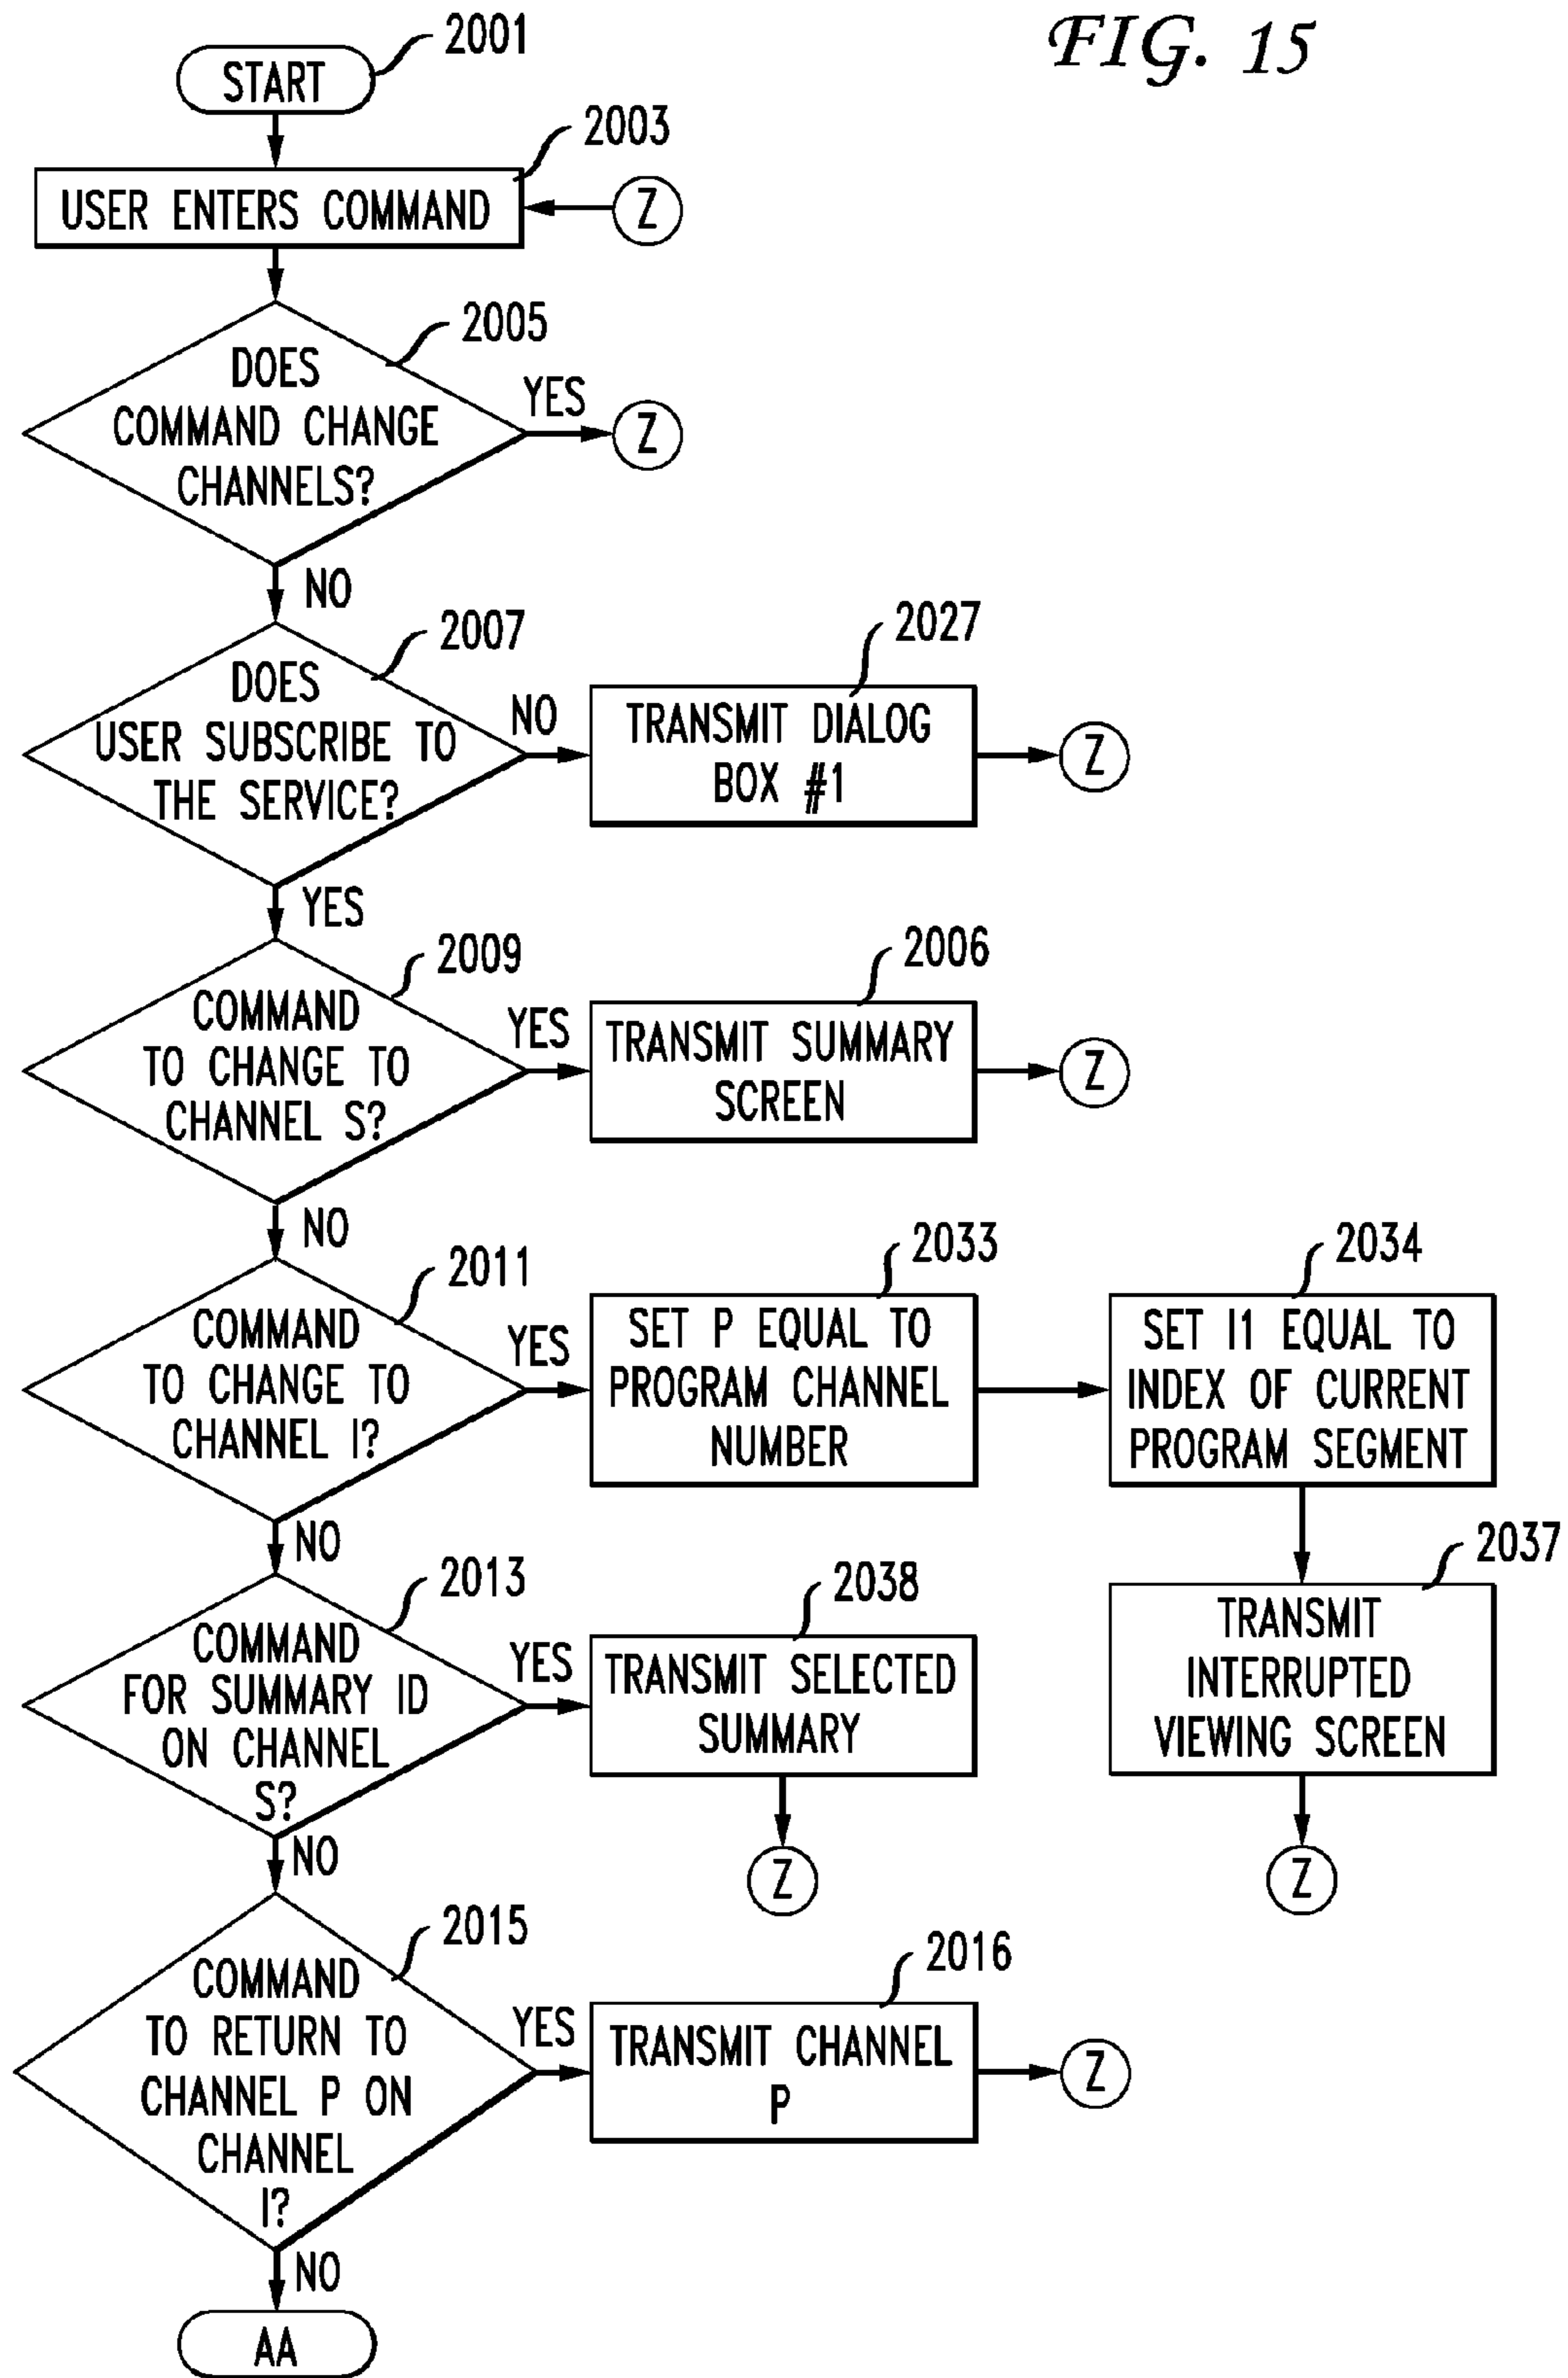 FIG. 15
2001
START
2003
USER ENTERS COMMAND
Z
2005
DOES
COMMAND CHANGE
CHANNELS?
YES
Z
NO
2007
DOES
USER SUBSCRIBE TO
THE SERVICE?
NO
2027
TRANSMIT DIALOG
BOX #1
Z
YES
2009
COMMAND
TO CHANGE TO
CHANNEL S?
YES
2006
TRANSMIT SUMMARY
SCREEN
Z
NO
2011
COMMAND
TO CHANGE TO
CHANNEL I?
YES
2033
SET P EQUAL TO
PROGRAM CHANNEL
NUMBER
2034
SET I1 EQUAL TO
INDEX OF CURRENT
PROGRAM SEGMENT
2037
TRANSMIT
INTERRUPTED
VIEWING SCREEN
Z
NO
2013
COMMAND
FOR SUMMARY ID
ON CHANNEL
S?
YES
2038
TRANSMIT SELECTED
SUMMARY
Z
NO
2015
COMMAND
TO RETURN TO
CHANNEL P ON
CHANNEL
I?
YES
2016
TRANSMIT CHANNEL
P
Z
NO
AA